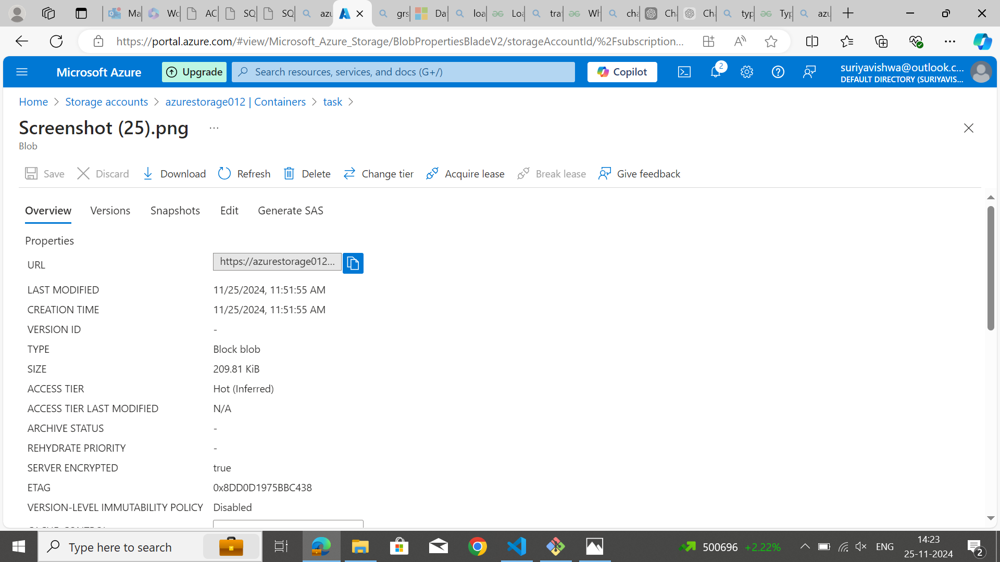 Ma
Wc
AC
SQ
SQ
azu
grs
Da
loa
Loa
tra
Wh
cha
Ch
Cha
typ
Typ
azu
https://portal.azure.com/#view/Microsoft_Azure_Storage/BlobPropertiesBladeV2/storageAccountId/%2Fsubscription...
Microsoft Azure
Upgrade
Search resources, services, and docs (G+/)
Copilot
2
suriyavishwa@outlook.c...
DEFAULT DIRECTORY (SURIYAVIS...
Home > Storage accounts > azurestorage012 | Containers > task >
Screenshot (25).png ...
Blob
Save Discard Download Refresh Delete Change tier Acquire lease Break lease Give feedback
Overview Versions Snapshots Edit Generate SAS
Properties
URL https://azurestorage012...
LAST MODIFIED 11/25/2024, 11:51:55 AM
CREATION TIME 11/25/2024, 11:51:55 AM
VERSION ID -
TYPE Block blob
SIZE 209.81 KiB
ACCESS TIER Hot (Inferred)
ACCESS TIER LAST MODIFIED N/A
ARCHIVE STATUS -
REHYDRATE PRIORITY -
SERVER ENCRYPTED true
ETAG 0x8DD0D1975BBC438
VERSION-LEVEL IMMUTABILITY POLICY Disabled
Type here to search
500696 +2.22%
ENG
14:23
25-11-2024
2